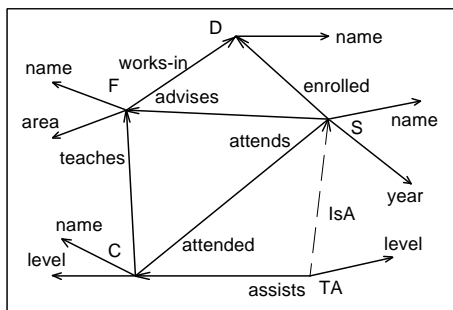 D
name
works-in
name
F
enrolled
advises
name
area
S
teaches
attends
year
IsA
name
level
C
attended
level
assists
TA